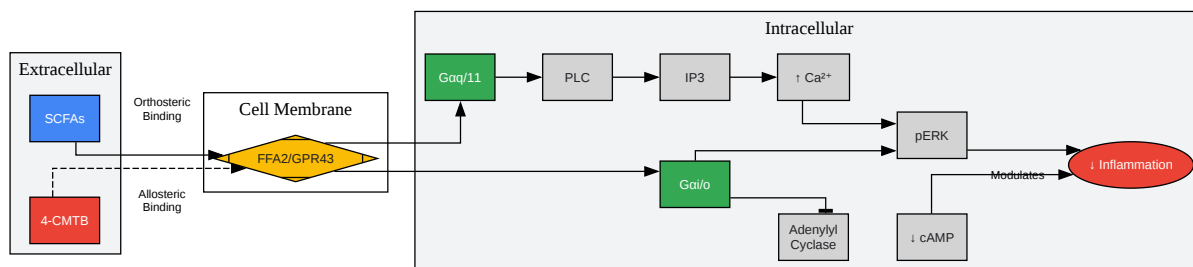 Extracellular
SCFAs
4-CMTB
Orthosteric
Binding
Allosteric
Binding
Cell Membrane
FFA2/GPR43
Intracellular
Gαq/11
PLC
IP3
↑ Ca²⁺
pERK
Gαi/o
Adenylyl
Cyclase
↓ cAMP
Modulates
↓ Inflammation